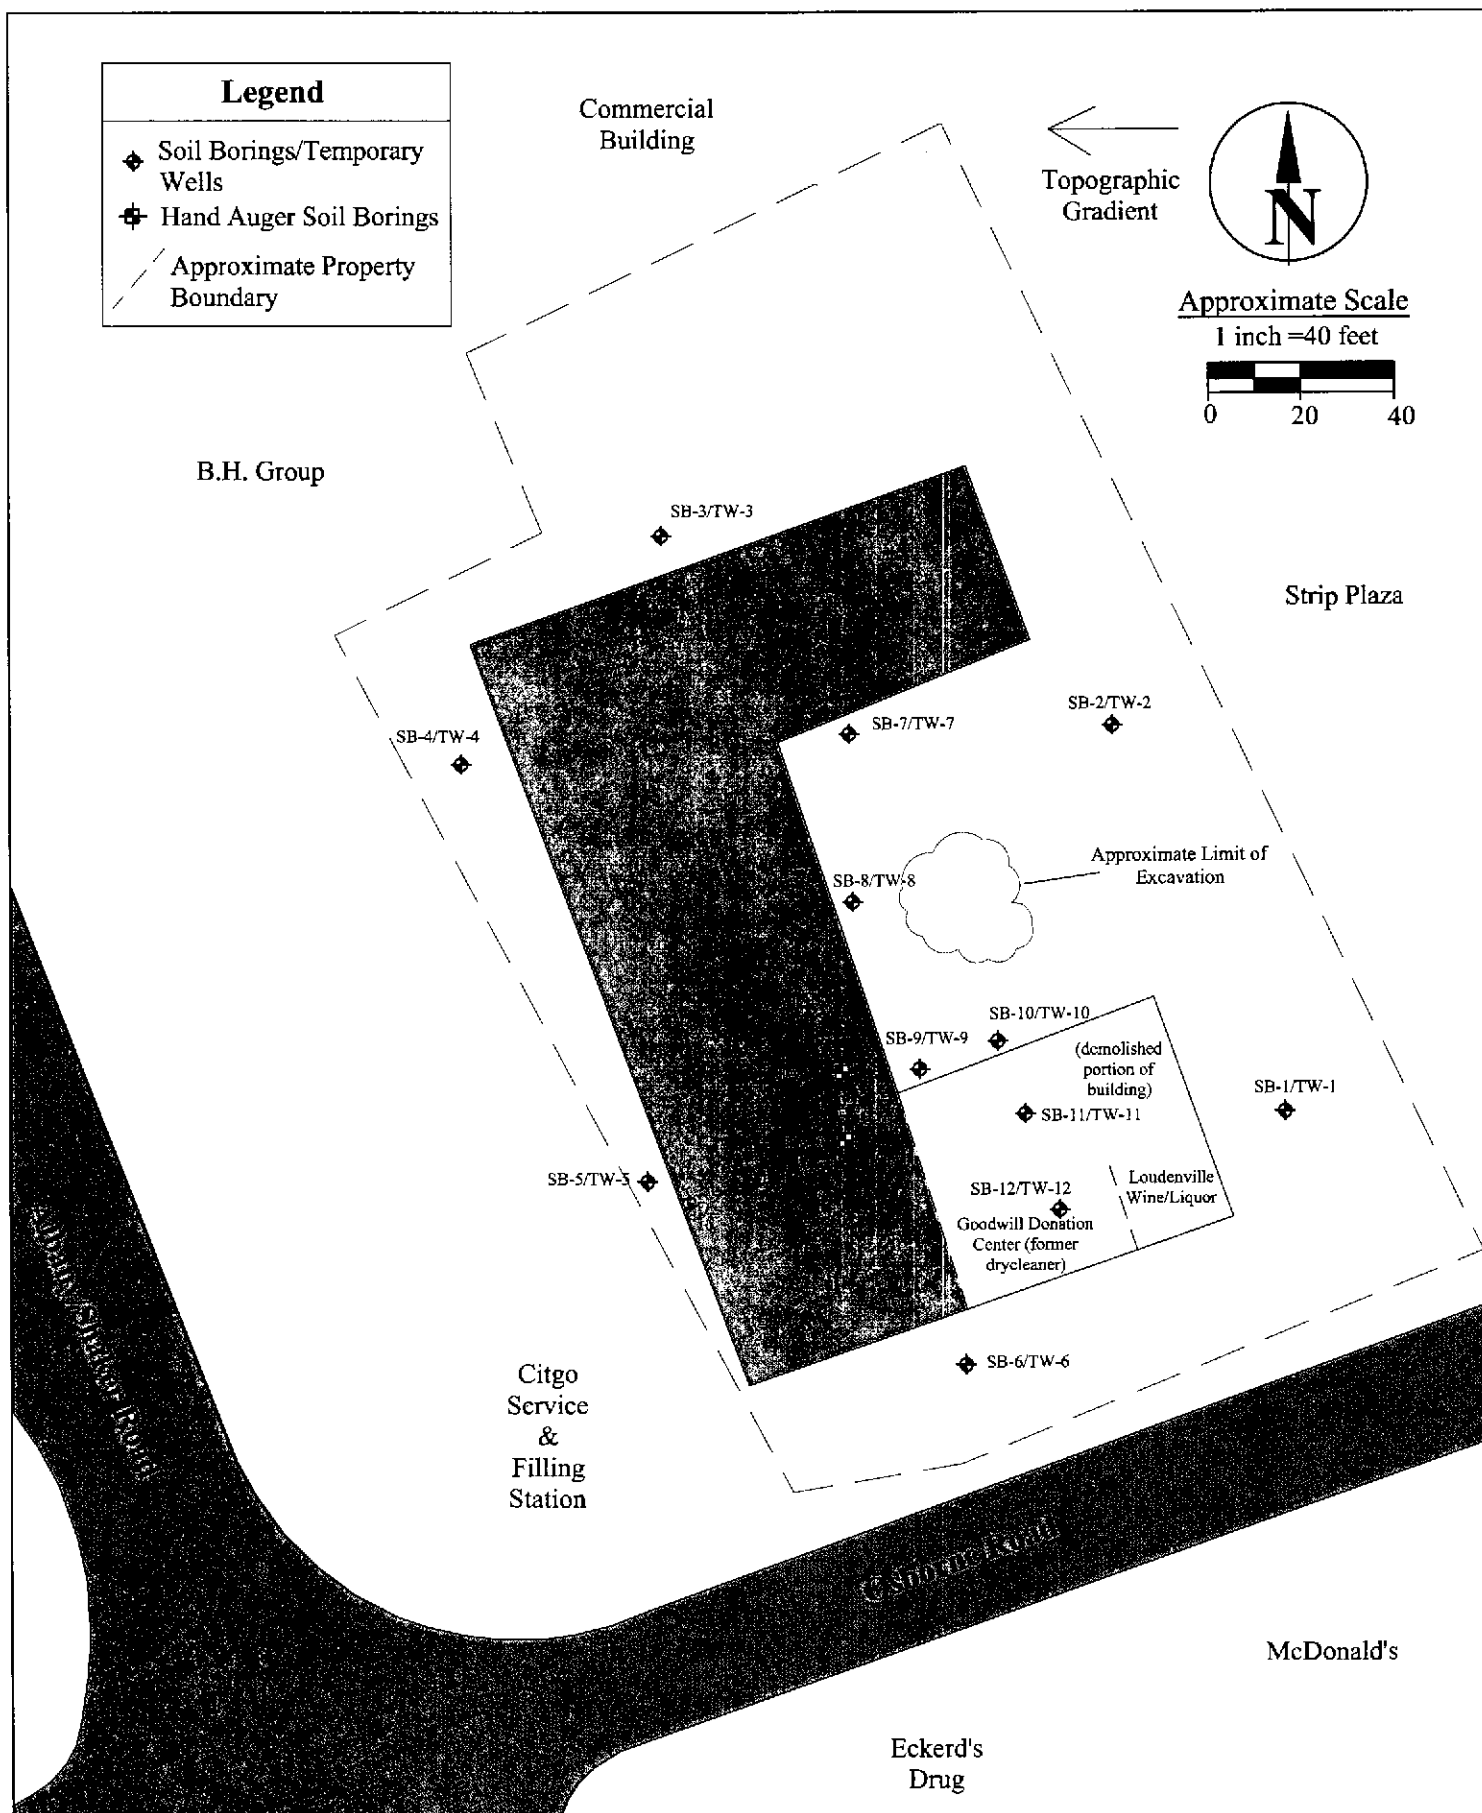 Legend
Soil Borings/Temporary
Wells
Hand Auger Soil Borings
Approximate Property
Boundary
Commercial
Building
Topographic
Gradient
N
Approximate Scale
1 inch =40 feet
0 20 40
B.H. Group
SB-3/TW-3
Strip Plaza
SB-2/TW-2
SB-7/TW-7
SB-4/TW-4
Approximate Limit of
Excavation
SB-8/TW-8
SB-10/TW-10
SB-9/TW-9
(demolished
portion of
building)
SB-1/TW-1
SB-11/TW-11
SB-5/TW-5
Loudenville
Wine/Liquor
SB-12/TW-12
Goodwill Donation
Center (former
drycleaner)
Albany Shaker Road
SB-6/TW-6
Citgo
Service
&
Filling
Station
Osborne Road
McDonald's
Eckerd's
Drug